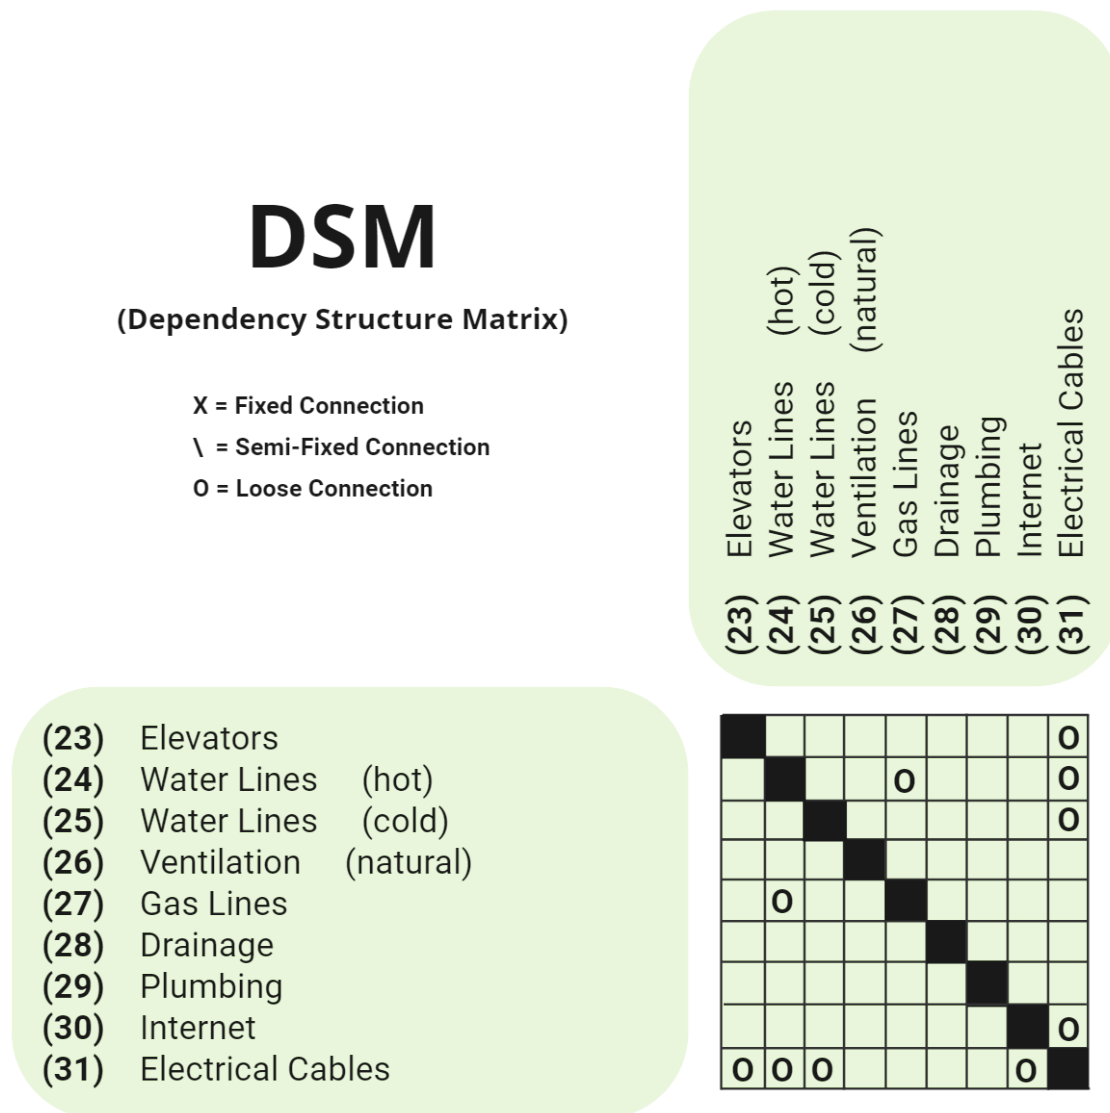 DSM
(Dependency Structure Matrix)
X = Fixed Connection
\ = Semi-Fixed Connection
O = Loose Connection
(23) Elevators
(24) Water Lines (hot)
(25) Water Lines (cold)
(26) Ventilation (natural)
(27) Gas Lines
(28) Drainage
(29) Plumbing
(30) Internet
(31) Electrical Cables
(23) Elevators
(24) Water Lines (hot)
(25) Water Lines (cold)
(26) Ventilation (natural)
(27) Gas Lines
(28) Drainage
(29) Plumbing
(30) Internet
(31) Electrical Cables
O
O O
O
O
O
O O O O